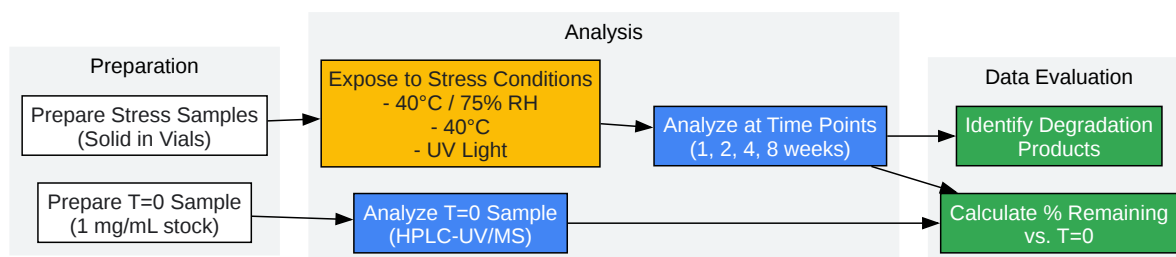 Preparation
Prepare Stress Samples
(Solid in Vials)
Prepare T=0 Sample
(1 mg/mL stock)
Analysis
Expose to Stress Conditions
- 40°C / 75% RH
- 40°C
- UV Light
Analyze at Time Points
(1, 2, 4, 8 weeks)
Analyze T=0 Sample
(HPLC-UV/MS)
Data Evaluation
Identify Degradation
Products
Calculate % Remaining
vs. T=0